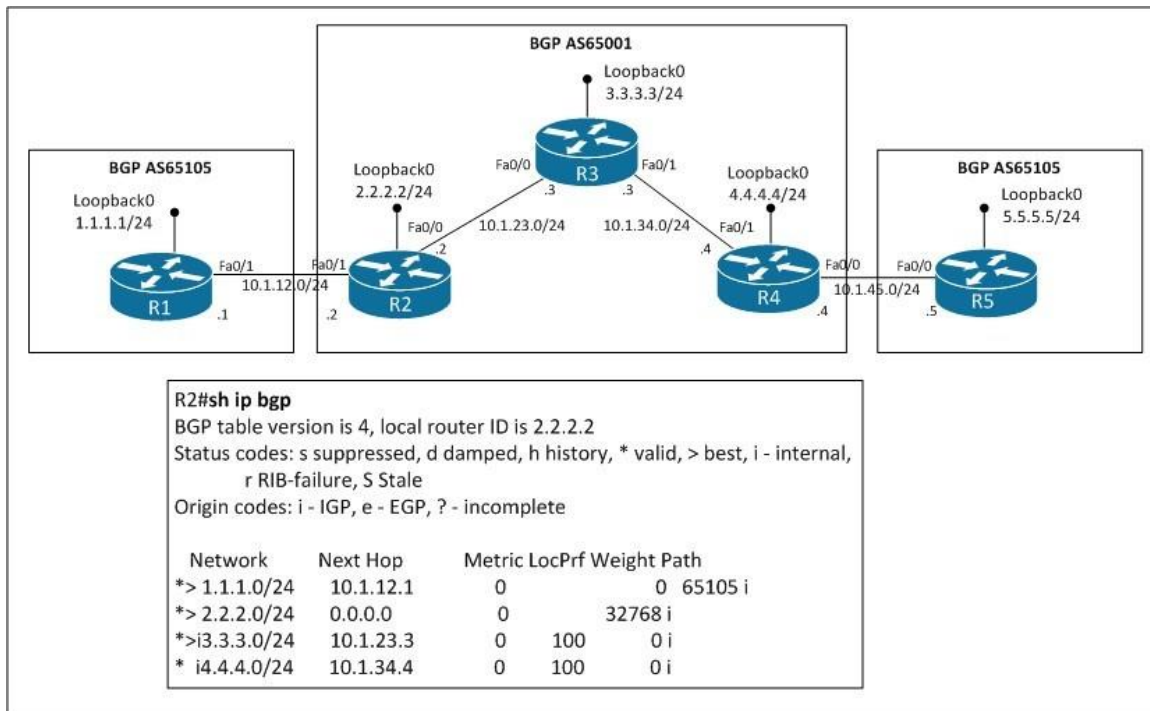 BGP AS65001
Loopback0
3.3.3.3/24
Fa0/0
Fa0/1
R3
.3
.3
BGP AS65105
Loopback0
1.1.1.1/24
Fa0/1
R1
.1
10.1.12.0/24
Loopback0
2.2.2.2/24
Fa0/0
.2
Fa0/1
R2
.2
10.1.23.0/24
10.1.34.0/24
Loopback0
4.4.4.4/24
Fa0/1
.4
Fa0/0
R4
.4
10.1.45.0/24
BGP AS65105
Loopback0
5.5.5.5/24
Fa0/0
R5
.5
R2#sh ip bgp
BGP table version is 4, local router ID is 2.2.2.2
Status codes: s suppressed, d damped, h history, * valid, > best, i - internal,
r RIB-failure, S Stale
Origin codes: i - IGP, e - EGP, ? - incomplete
Network Next Hop Metric LocPrf Weight Path
*> 1.1.1.0/24 10.1.12.1 0 0 65105 i
*> 2.2.2.0/24 0.0.0.0 0 32768 i
*>i3.3.3.0/24 10.1.23.3 0 100 0 i
* i4.4.4.0/24 10.1.34.4 0 100 0 i